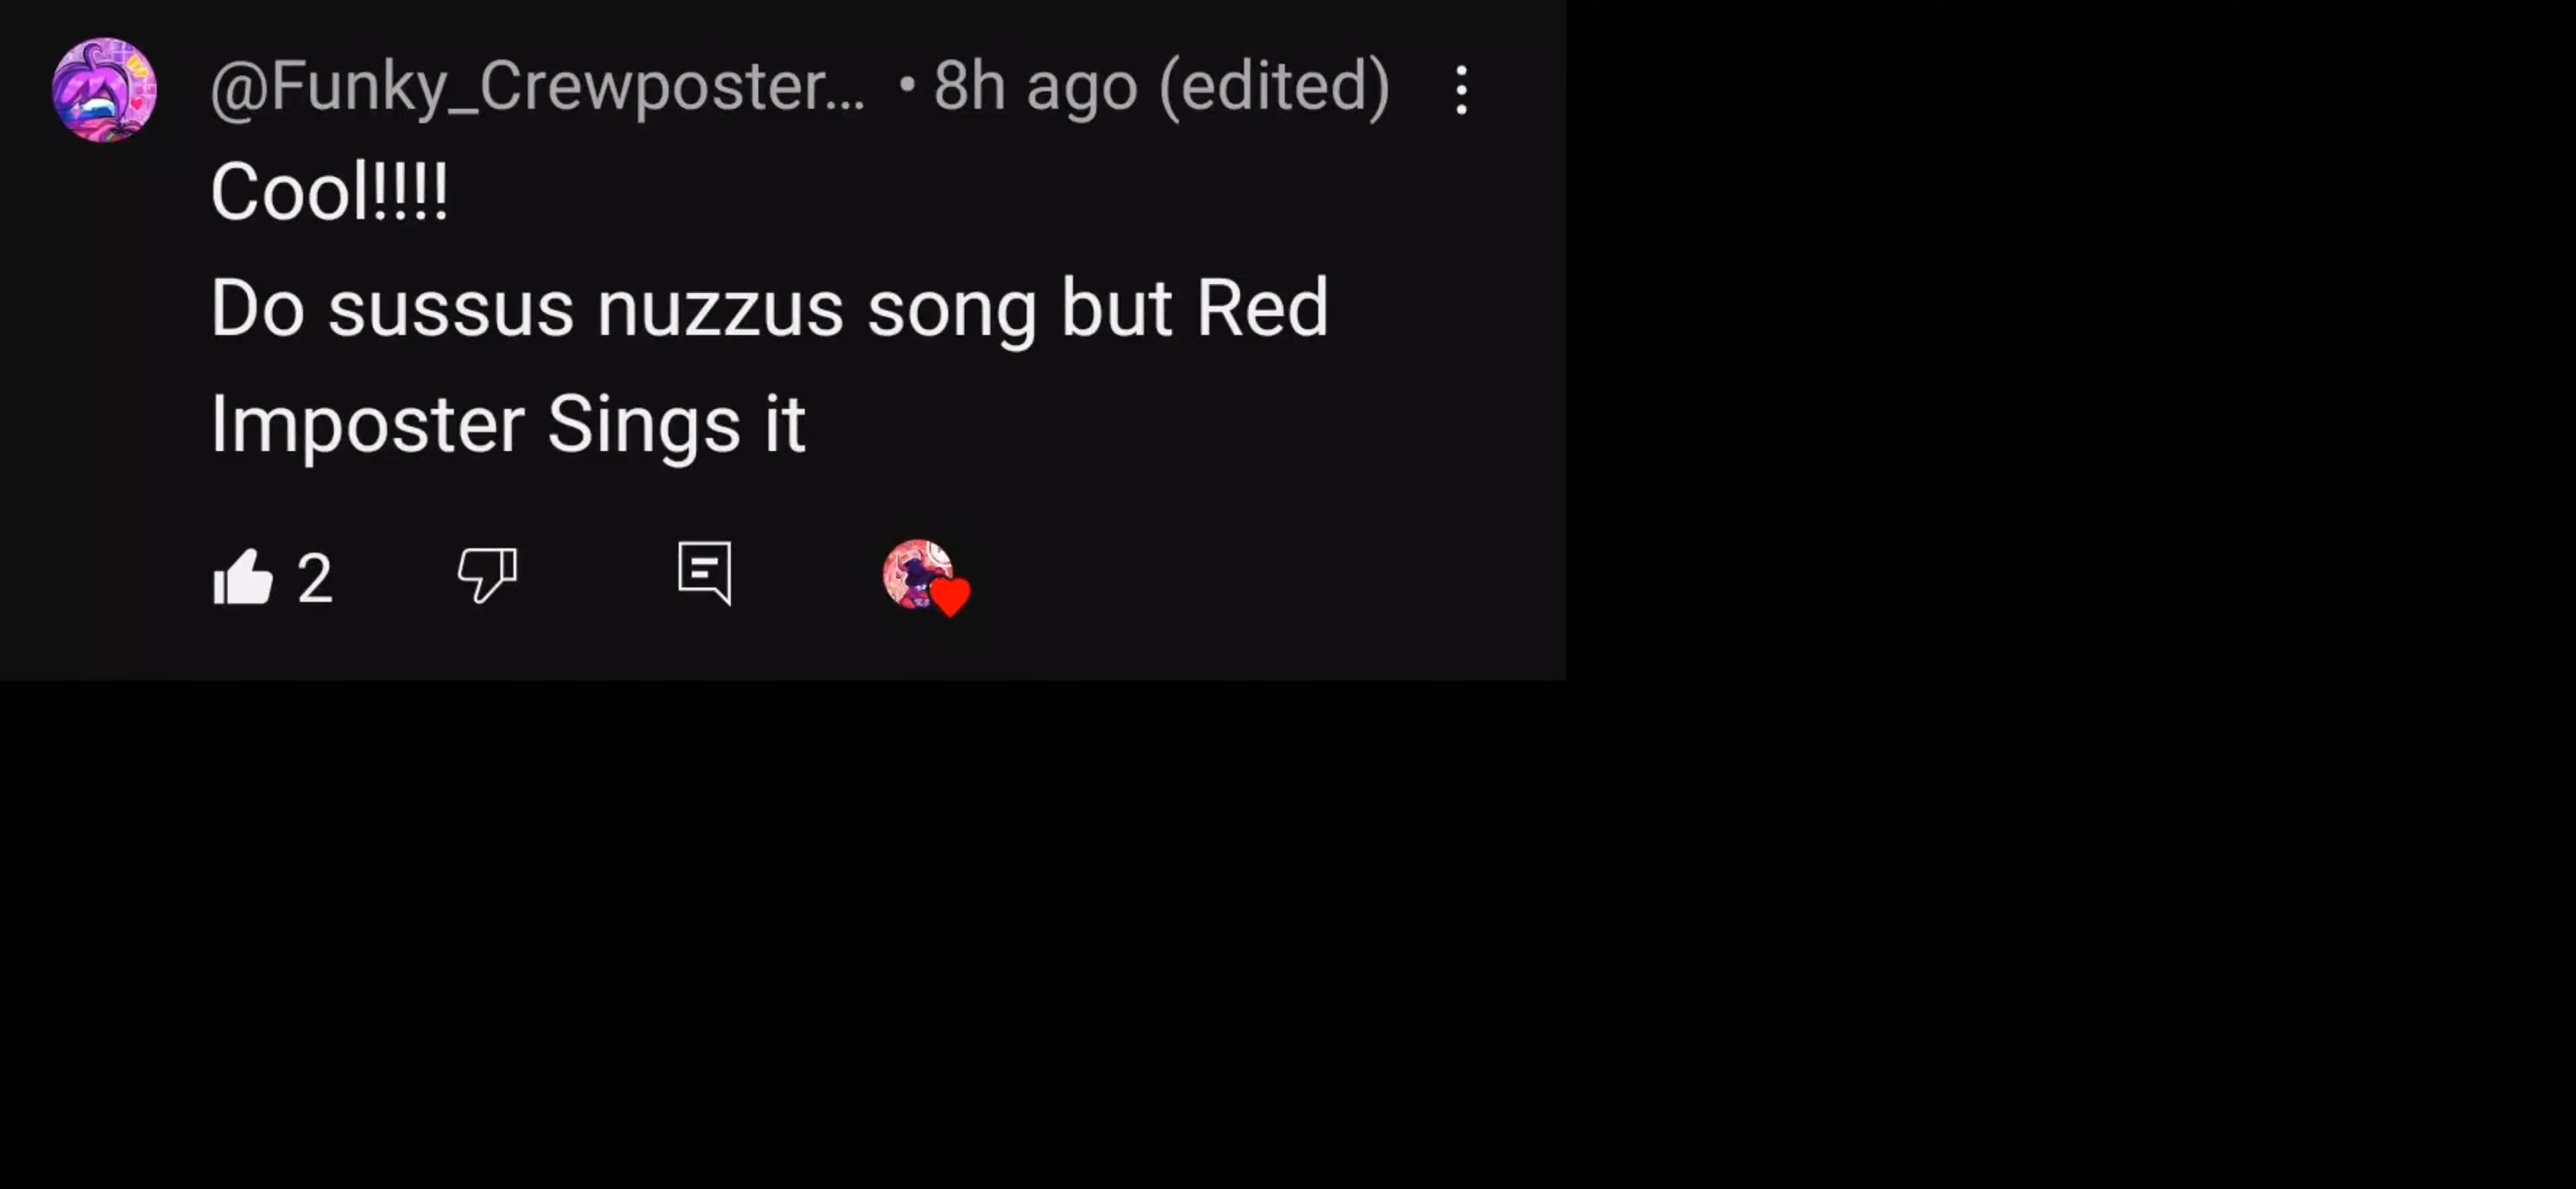 @Funky_Crewposter... • 8h ago (edited)
Cool!!!!
Do sussus nuzzus song but Red
Imposter Sings it
2